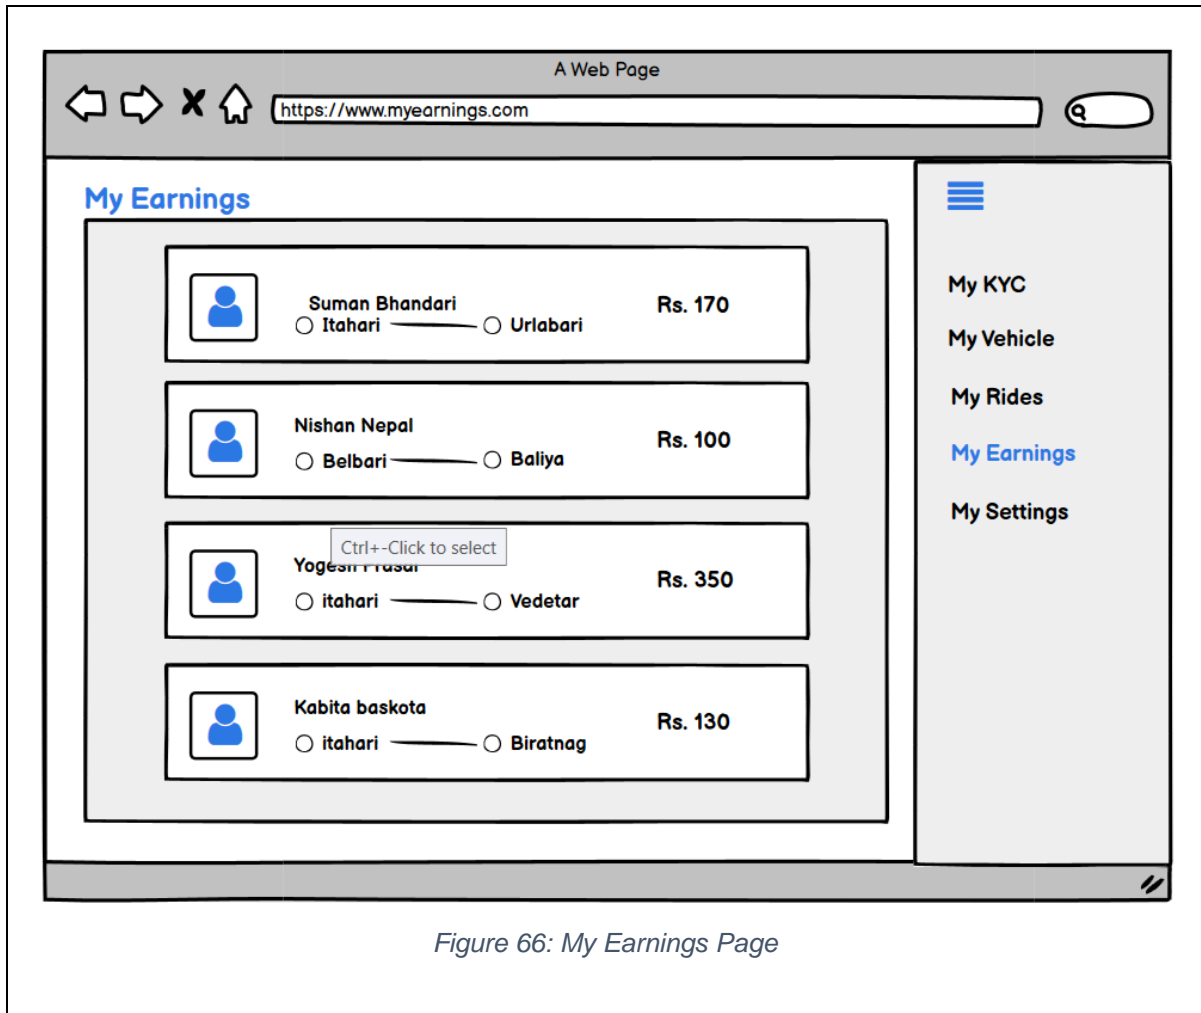 A Web Page
https://www.myearnings.com
My Earnings
Suman Bhandari
Itahari Urlabari
Rs. 170
Nishan Nepal
Belbari Baliya
Rs. 100
Ctrl+-Click to select
itahari Vedetar
Rs. 350
Kabita baskota
itahari Biratnag
Rs. 130
My KYC
My Vehicle
My Rides
My Earnings
My Settings
Figure 66: My Earnings Page